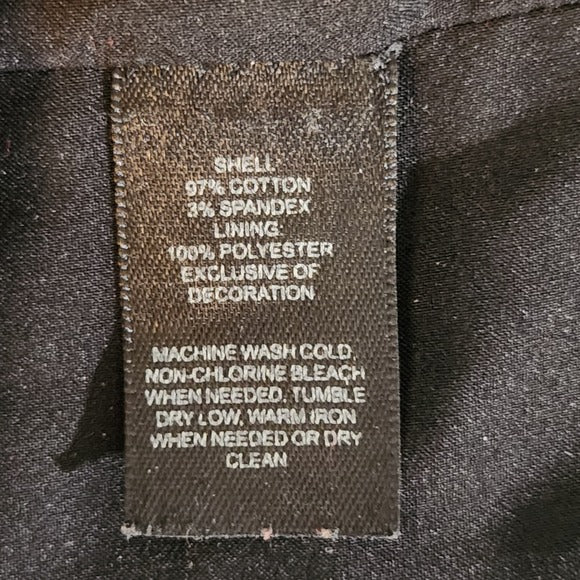 SHELL:
97% COTTON
3% SPANDEX
LINING:
100% POLYESTER
EXCLUSIVE OF
DECORATION
MACHINE WASH COLD,
NON-CHLORINE BLEACH
WHEN NEEDED, TUMBLE
DRY LOW, WARM IRON
WHEN NEEDED OR DRY
CLEAN